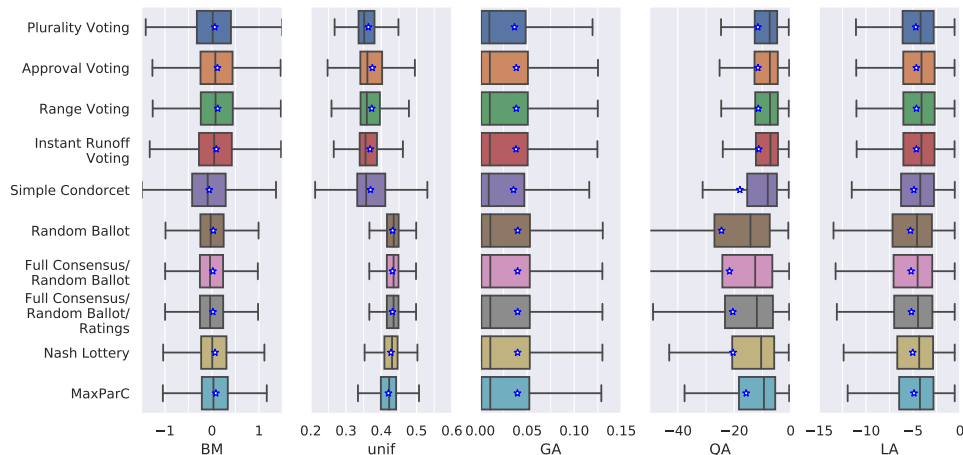 Plurality Voting
Approval Voting
Range Voting
Instant Runoff
Voting
Simple Condorcet
Random Ballot
Full Consensus/
Random Ballot
Full Consensus/
Random Ballot/
Ratings
Nash Lottery
MaxParC
−1 0 1
BM
0.2 0.3 0.4 0.5 0.6
unif
0.00 0.05 0.10 0.15
GA
−40 −20 0
QA
−15 −10 −5 0
LA